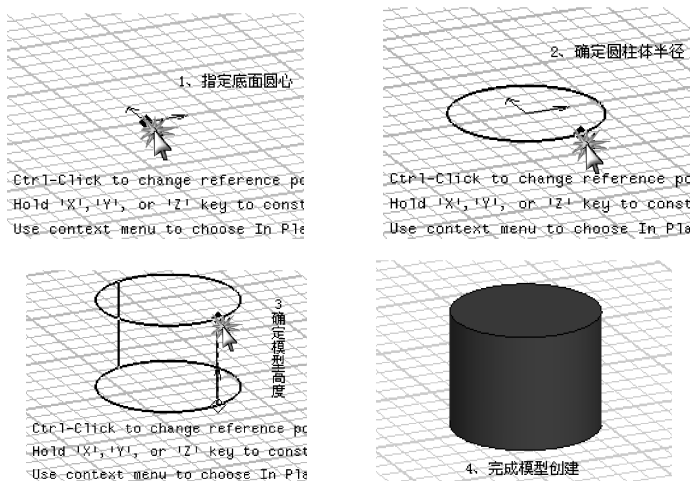 1、指定底面圆心
Ctrl-Click to change reference po
Hold 'X','Y', or 'Z' key to const
Use context menu to choose In Pla
2、确定圆柱体半径
Ctrl-Click to change reference po
Hold 'X','Y', or 'Z' key to const
Use context menu to choose In Pla
3
确定模型高度
Ctrl-Click to change reference po
Hold 'X','Y', or 'Z' key to const
Use context menu to choose In Pla
4、完成模型创建